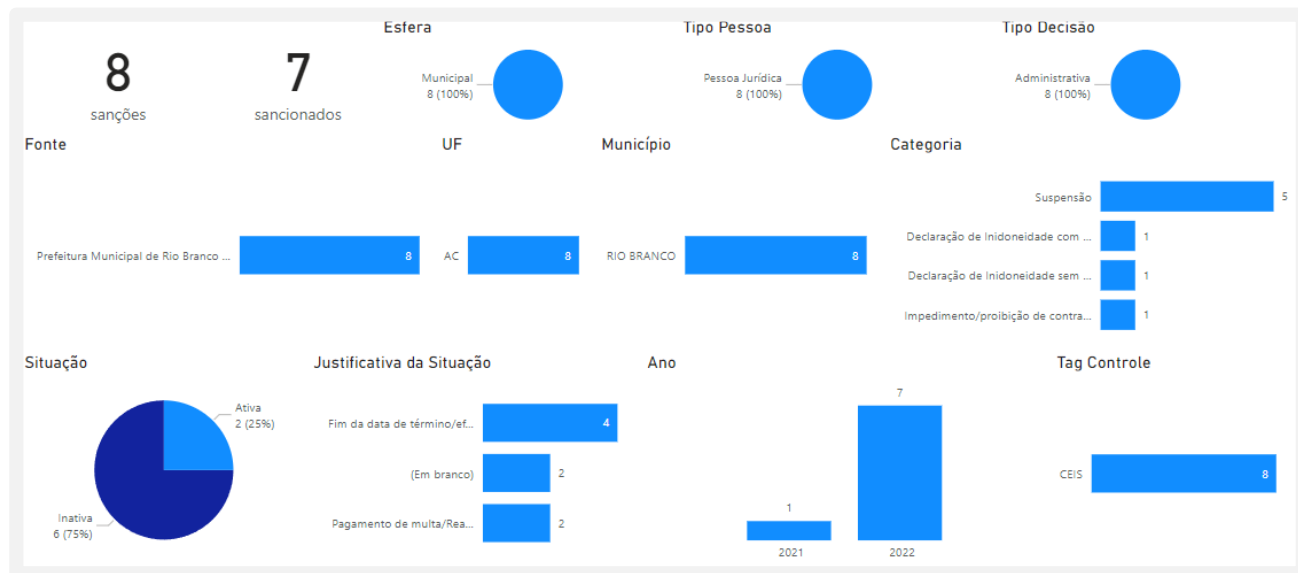 Esfera
Tipo Pessoa
Tipo Decisão
8
sanções
7
sancionados
Municipal
8 (100%)
Pessoa Jurídica
8 (100%)
Administrativa
8 (100%)
Fonte
Prefeitura Municipal de Rio Branco ...
8
UF
AC
8
Município
RIO BRANCO
8
Categoria
Suspensão
5
Declaração de Inidoneidade com ...
1
Declaração de Inidoneidade sem ...
1
Impedimento/proibição de contra...
1
Situação
Ativa
2 (25%)
Inativa
6 (75%)
Justificativa da Situação
Fim da data de término/ef...
4
(Em branco)
2
Pagamento de multa/Rea...
2
Ano
1
7
2021
2022
Tag Controle
CEIS
8